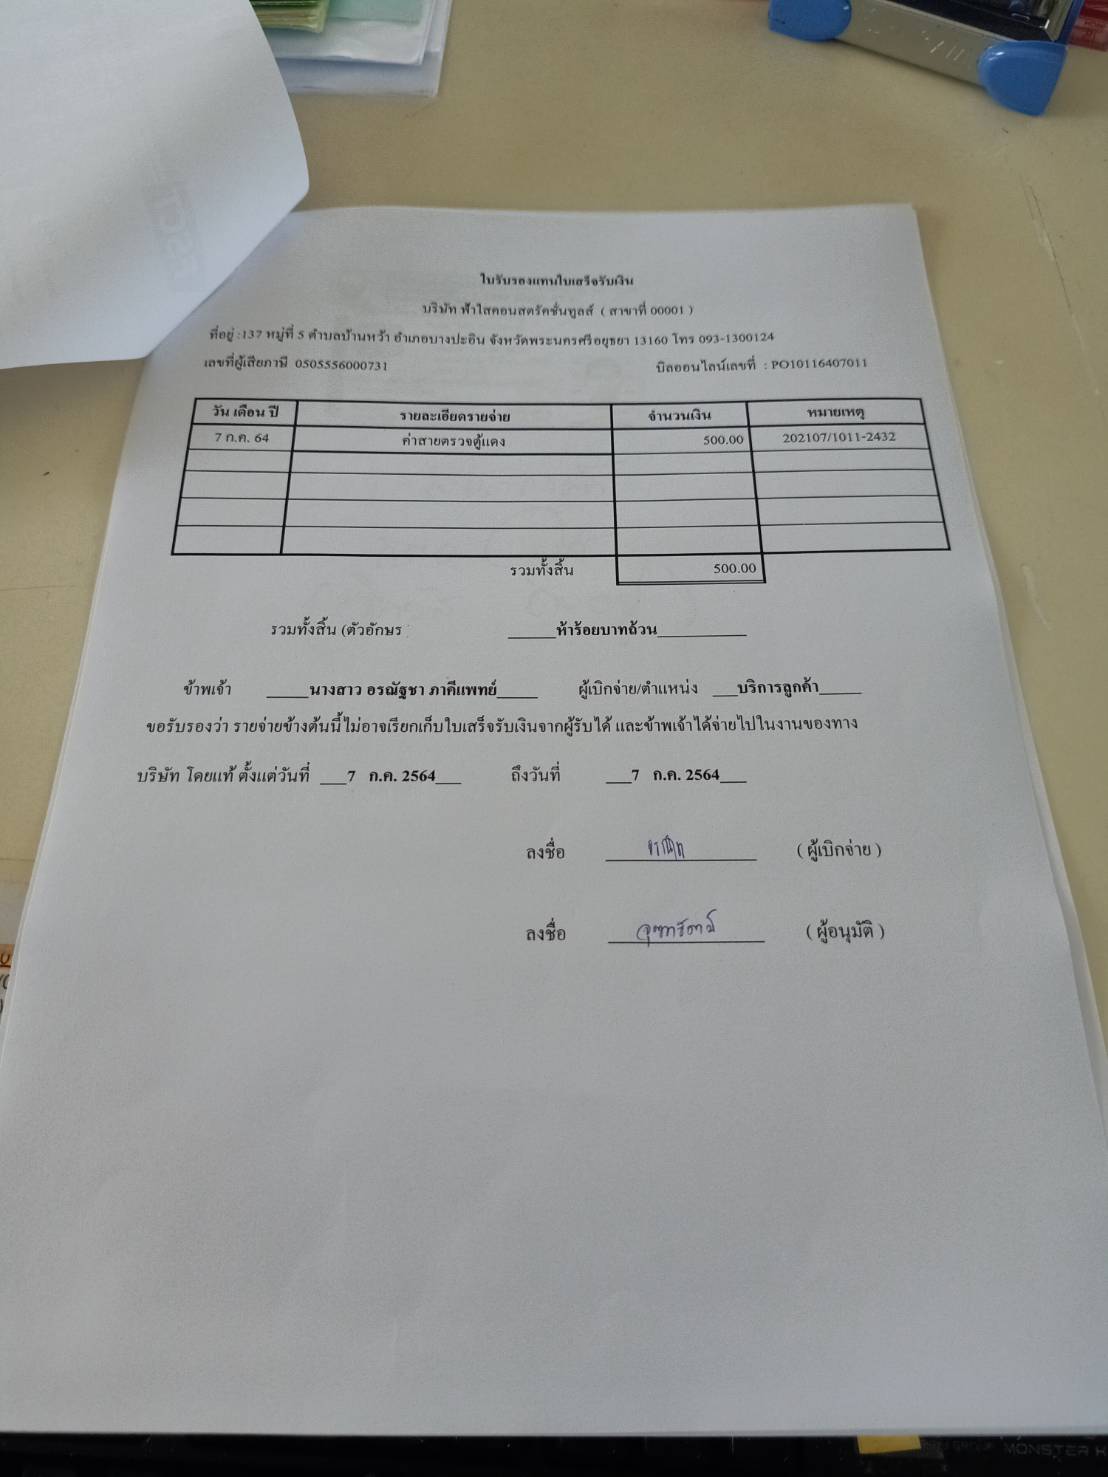 ใบรับรองแทนใบเสร็จรับเงิน
บริษัท ฟ้าใสคอนสตรัคชั่นทูลส์ ( สาขาที่ 00001 )
ที่อยู่ :137 หมู่ที่ 5 ตำบลบ้านหว้า อำเภอบางปะอิน จังหวัดพระนครศรีอยุธยา 13160 โทร 093-1300124
เลขที่ผู้เสียภาษี 0505556000731 บิลออนไลน์เลขที่ : PO10116407011
วัน เดือน ปี รายละเอียดรายจ่าย จำนวนเงิน หมายเหตุ
7 ก.ค. 64 ค่าสายตรวจตู้แดง 500.00 202107/1011-2432
รวมทั้งสิ้น 500.00
รวมทั้งสิ้น (ตัวอักษร ห้าร้อยบาทถ้วน
ข้าพเจ้า นางสาว อรณัฐชา ภาคีแพทย์ ผู้เบิกจ่าย/ตำแหน่ง บริการลูกค้า
ขอรับรองว่า รายจ่ายข้างต้นนี้ไม่อาจเรียกเก็บใบเสร็จรับเงินจากผู้รับได้ และข้าพเจ้าได้จ่ายไปในงานของทาง
บริษัท โดยแท้ ตั้งแต่วันที่ 7 ก.ค. 2564 ถึงวันที่ 7 ก.ค. 2564
ลงชื่อ ( ผู้เบิกจ่าย )
ลงชื่อ ( ผู้อนุมัติ )
MONSTER K